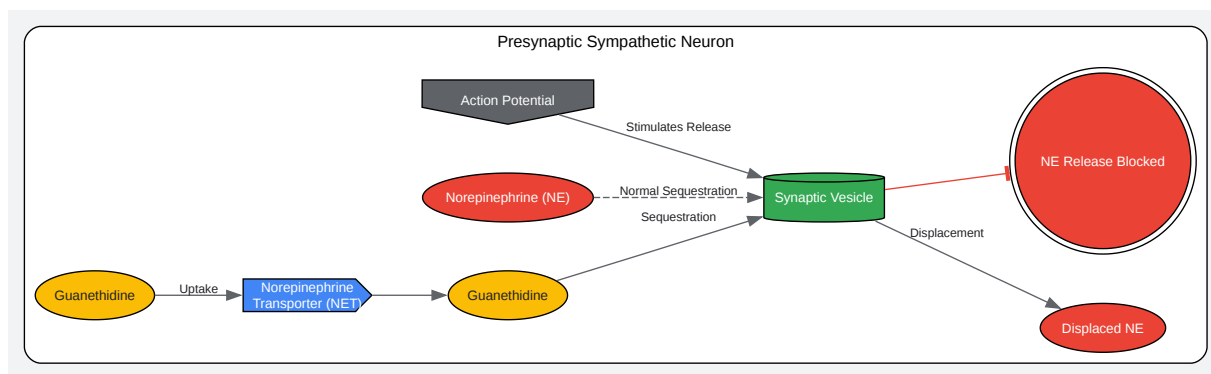 Presynaptic Sympathetic Neuron
Action Potential
Stimulates Release
NE Release Blocked
Norepinephrine (NE)
Normal Sequestration
Synaptic Vesicle
Sequestration
Displacement
Guanethidine
Uptake
Norepinephrine
Transporter (NET)
Guanethidine
Displaced NE